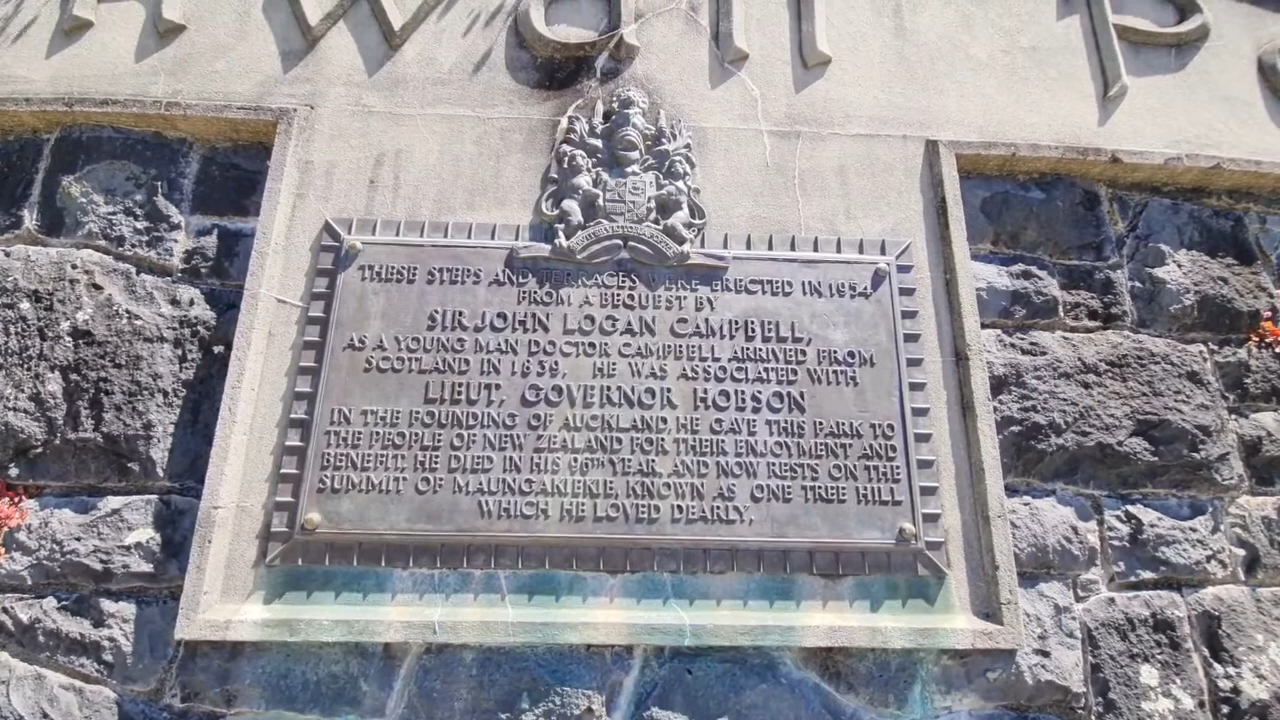 THESE STEPS AND TERRACES WERE ERECTED IN 1954
FROM A BEQUEST BY
SIR JOHN LOGAN CAMPBELL,
AS A YOUNG MAN DOCTOR CAMPBELL ARRIVED FROM
SCOTLAND IN 1839, HE WAS ASSOCIATED WITH
LIEUT, GOVERNOR HOBSON
IN THE FOUNDING OF AUCKLAND, HE GAVE THIS PARK TO
THE PEOPLE OF NEW ZEALAND FOR THEIR ENJOYMENT AND
BENEFIT, HE DIED IN HIS 96TH YEAR, AND NOW RESTS ON THE
SUMMIT OF MAUNGAKIEKIE, KNOWN AS ONE TREE HILL
WHICH HE LOVED DEARLY,